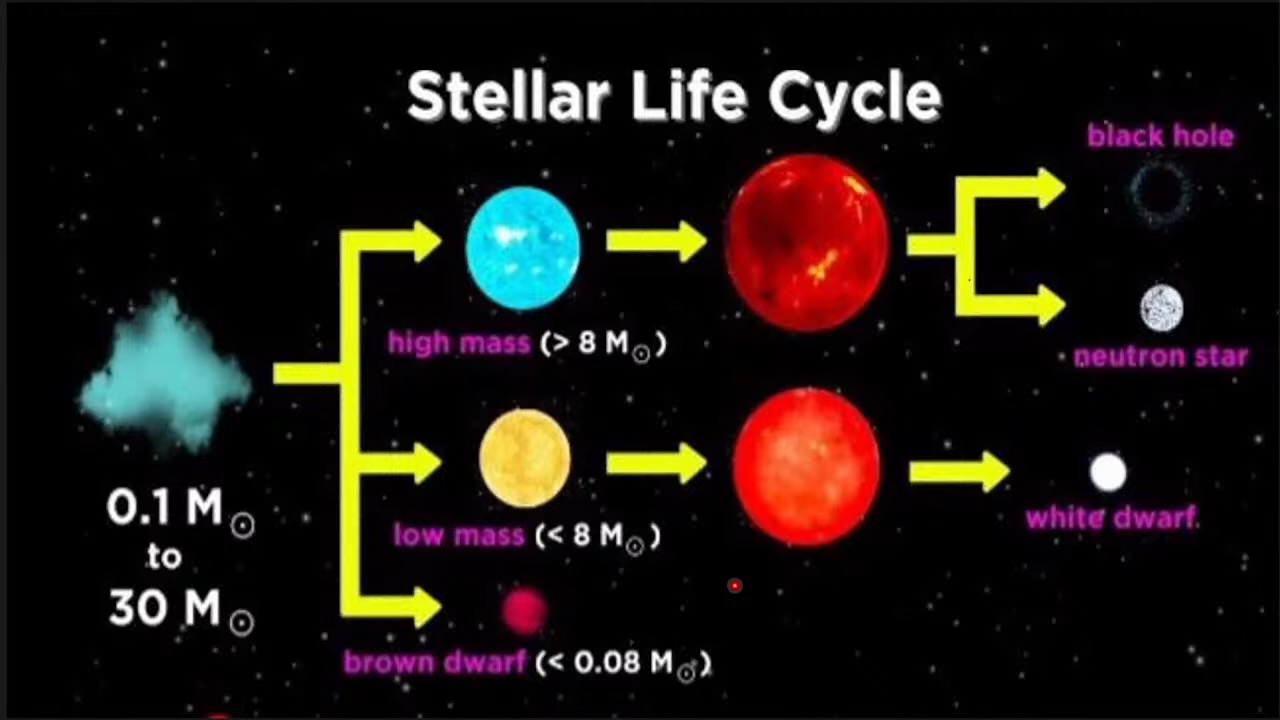 Stellar Life Cycle
black hole
high mass (> 8 M☉)
neutron star
0.1 M☉
to
30 M☉
low mass (< 8 M☉)
white dwarf
brown dwarf (< 0.08 M☉)